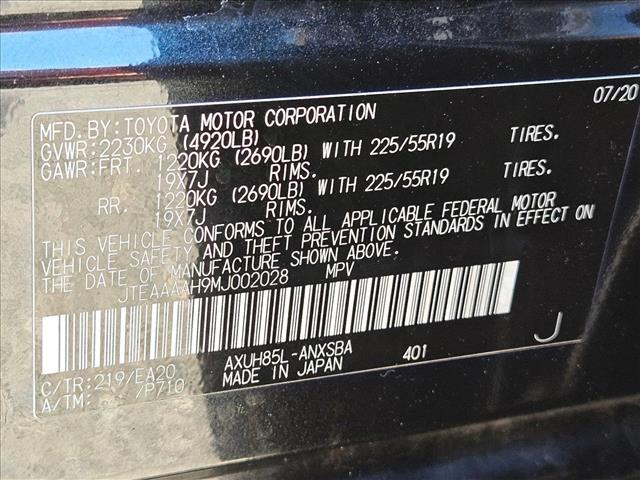 07/20
MFD. BY: TOYOTA MOTOR CORPORATION
GVWR: 2230KG (4920LB)
GAWR: FRT. 1220KG (2690LB) WITH 225/55R19 TIRES.
19X7J RIMS.
RR. 1220KG (2690LB) WITH 225/55R19 TIRES.
19X7J RIMS.
THIS VEHICLE CONFORMS TO ALL APPLICABLE FEDERAL MOTOR
VEHICLE SAFETY AND THEFT PREVENTION STANDARDS IN EFFECT ON
THE DATE OF MANUFACTURE SHOWN ABOVE.
JTEAAAAH9MJ002028 MPV
C/TR: 219/EA20 AXUH85L-ANXSBA 401 J
A/TM: /P710 MADE IN JAPAN